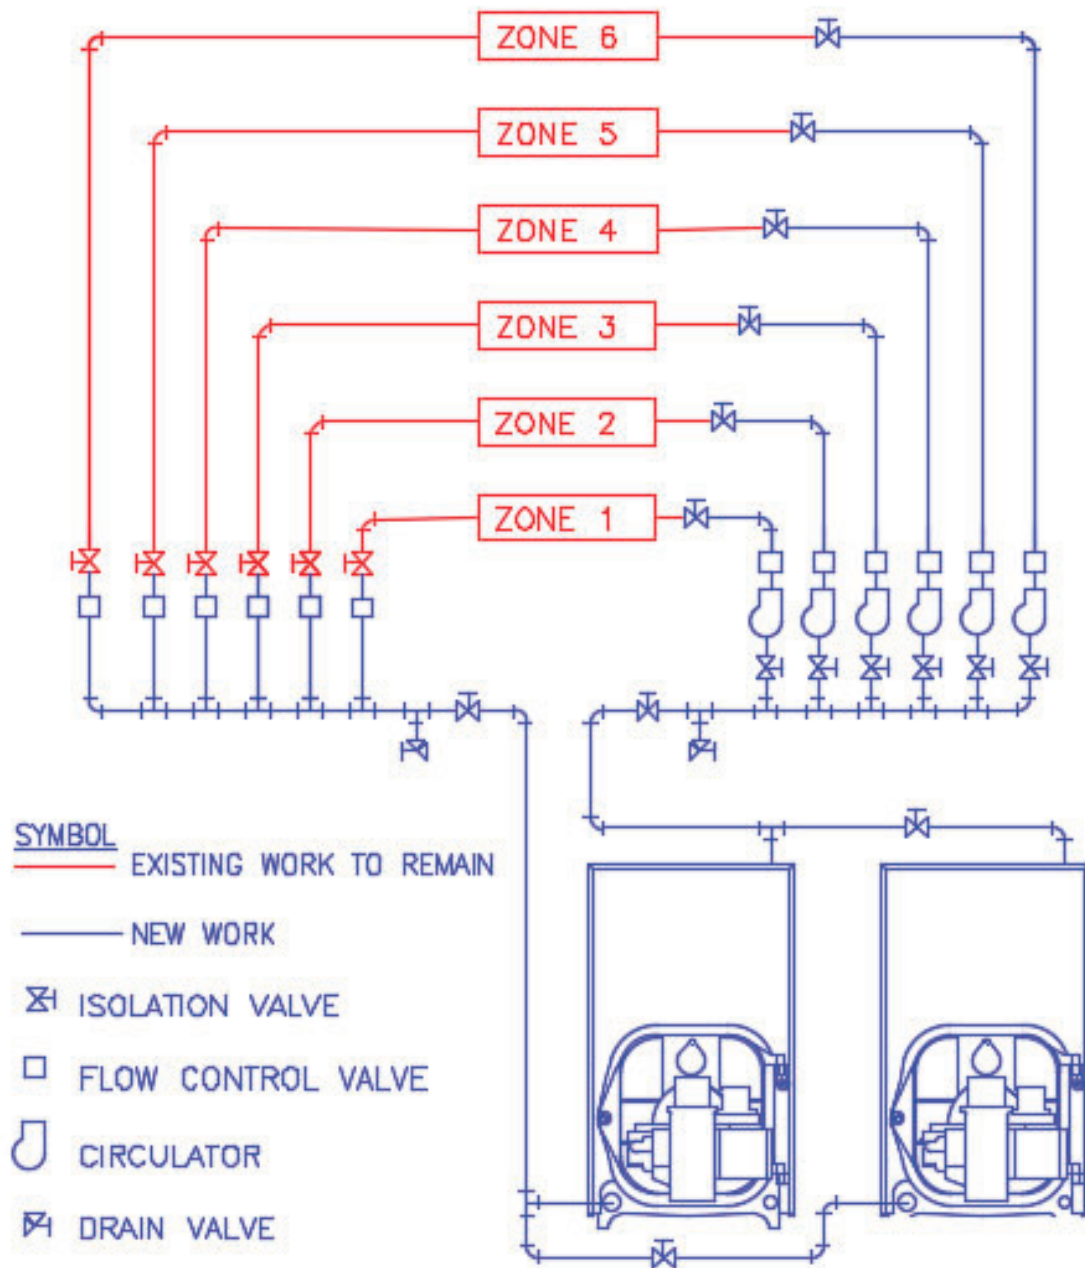 ZONE 6
ZONE 5
ZONE 4
ZONE 3
ZONE 2
ZONE 1
SYMBOL
EXISTING WORK TO REMAIN
NEW WORK
ISOLATION VALVE
FLOW CONTROL VALVE
CIRCULATOR
DRAIN VALVE